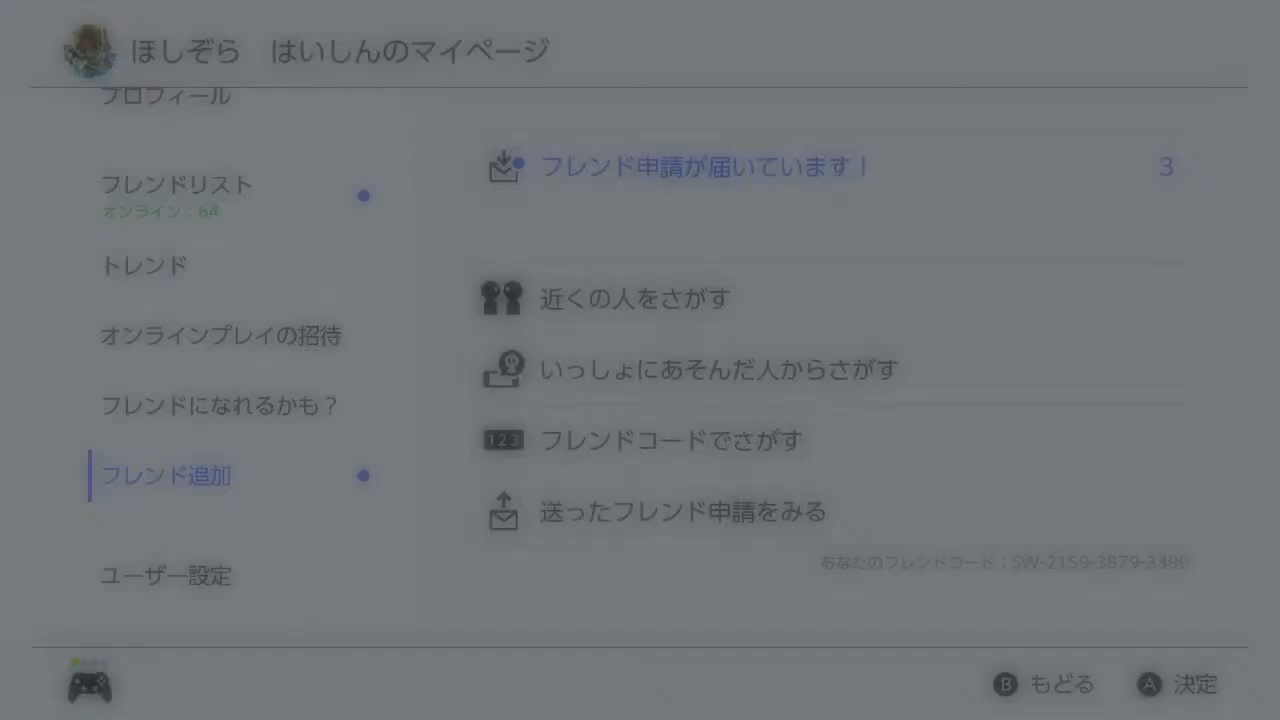 ほしぞら　はいしんのマイページ
プロフィール
フレンドリスト
オンライン：64
トレンド
オンラインプレイの招待
フレンドになれるかも？
フレンド追加
ユーザー設定
フレンド申請が届いています！ 3
近くの人をさがす
いっしょにあそんだ人からさがす
123 フレンドコードでさがす
送ったフレンド申請をみる
あなたのフレンドコード：SW-2159-3879-3890
B もどる A 決定